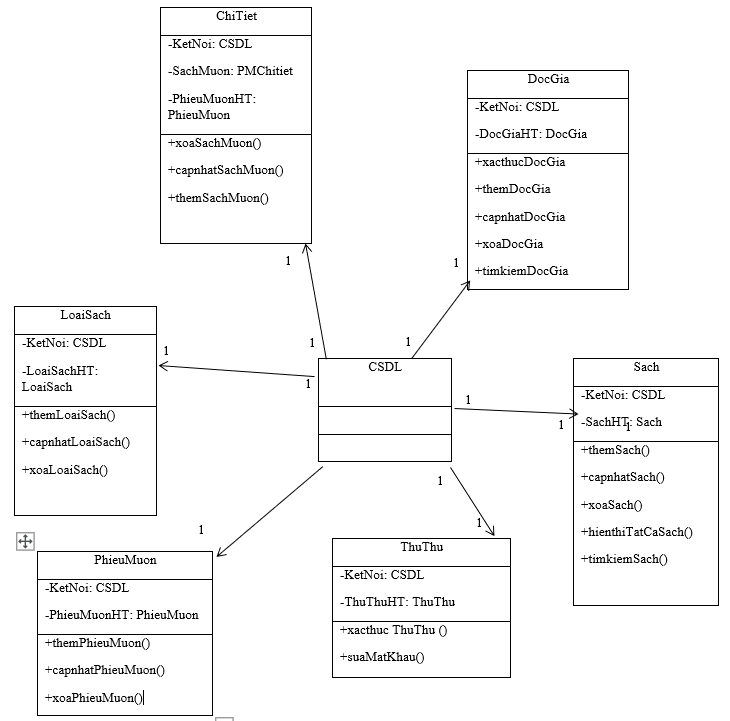 ChiTiet
-KetNoi: CSDL
-SachMuon: PMChitiet
-PhieuMuonHT:
PhieuMuon
+xoaSachMuon()
+capnhatSachMuon()
+themSachMuon()
DocGia
-KetNoi: CSDL
-DocGiaHT: DocGia
+xacthucDocGia
+themDocGia
+capnhatDocGia
+xoaDocGia
+timkiemDocGia
1
1
1
1
LoaiSach
-KetNoi: CSDL
-LoaiSachHT:
LoaiSach
+themLoaiSach()
+capnhatLoaiSach()
+xoaLoaiSach()
1
1
CSDL
1
1
Sach
-KetNoi: CSDL
-SachHT: Sach
+themSach()
+capnhatSach()
+xoaSach()
+hienthiTatCaSach()
+timkiemSach()
1
1
1
PhieuMuon
-KetNoi: CSDL
-PhieuMuonHT: PhieuMuon
+themPhieuMuon()
+capnhatPhieuMuon()
+xoaPhieuMuon()
ThuThu
-KetNoi: CSDL
-ThuThuHT: ThuThu
+xacthuc ThuThu ()
+suaMatKhau()